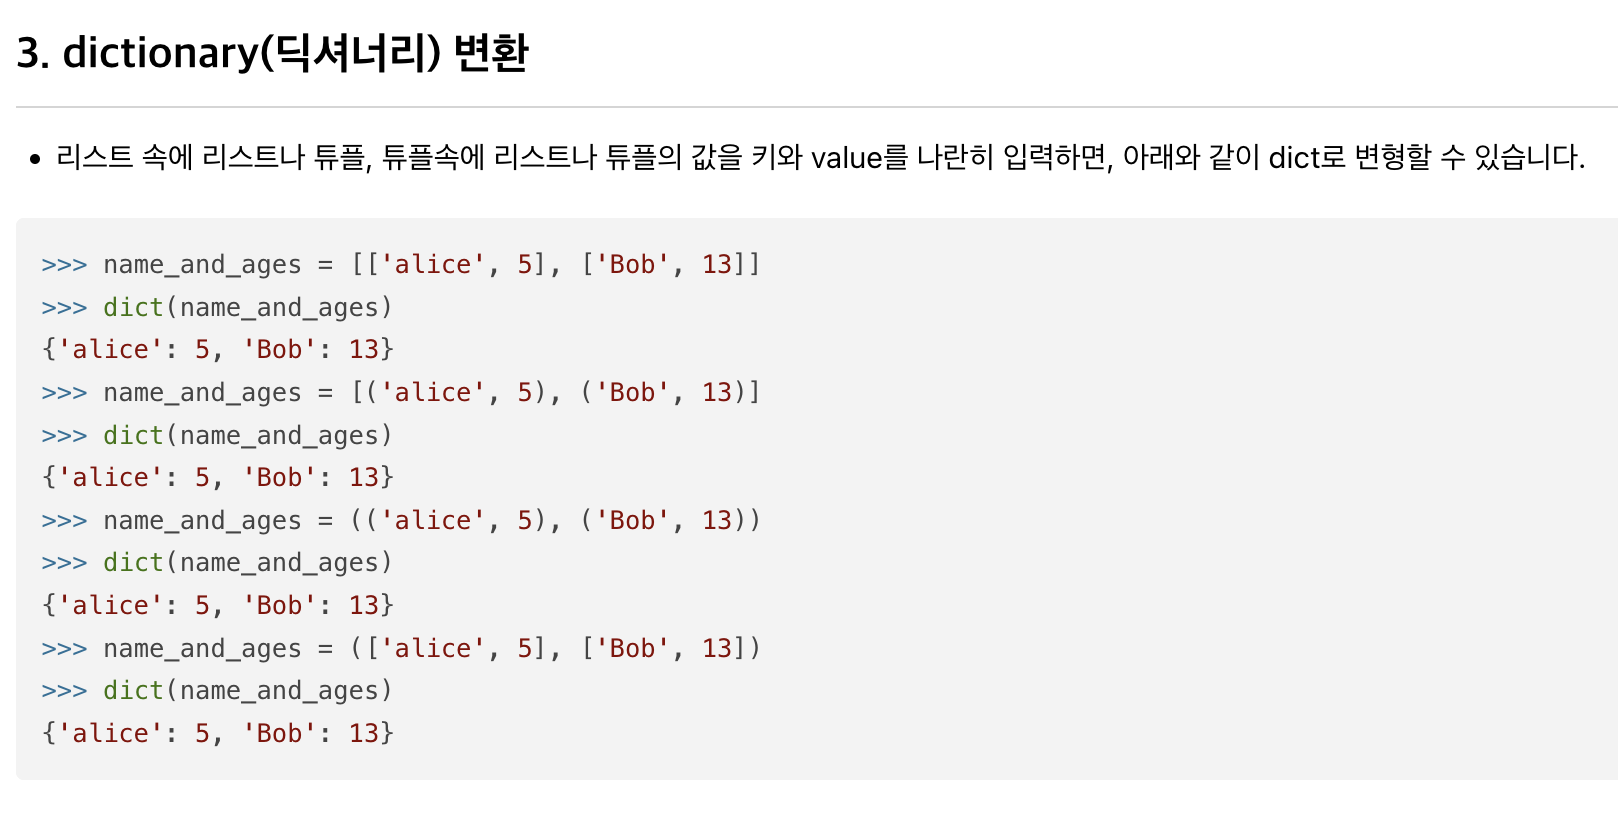 3. dictionary(딕셔너리) 변환
• 리스트 속에 리스트나 튜플, 튜플속에 리스트나 튜플의 값을 키와 value를 나란히 입력하면, 아래와 같이 dict로 변형할 수 있습니다.
>>> name_and_ages = [['alice', 5], ['Bob', 13]]
>>> dict(name_and_ages)
{'alice': 5, 'Bob': 13}
>>> name_and_ages = [('alice', 5), ('Bob', 13)]
>>> dict(name_and_ages)
{'alice': 5, 'Bob': 13}
>>> name_and_ages = (('alice', 5), ('Bob', 13))
>>> dict(name_and_ages)
{'alice': 5, 'Bob': 13}
>>> name_and_ages = (['alice', 5], ['Bob', 13])
>>> dict(name_and_ages)
{'alice': 5, 'Bob': 13}